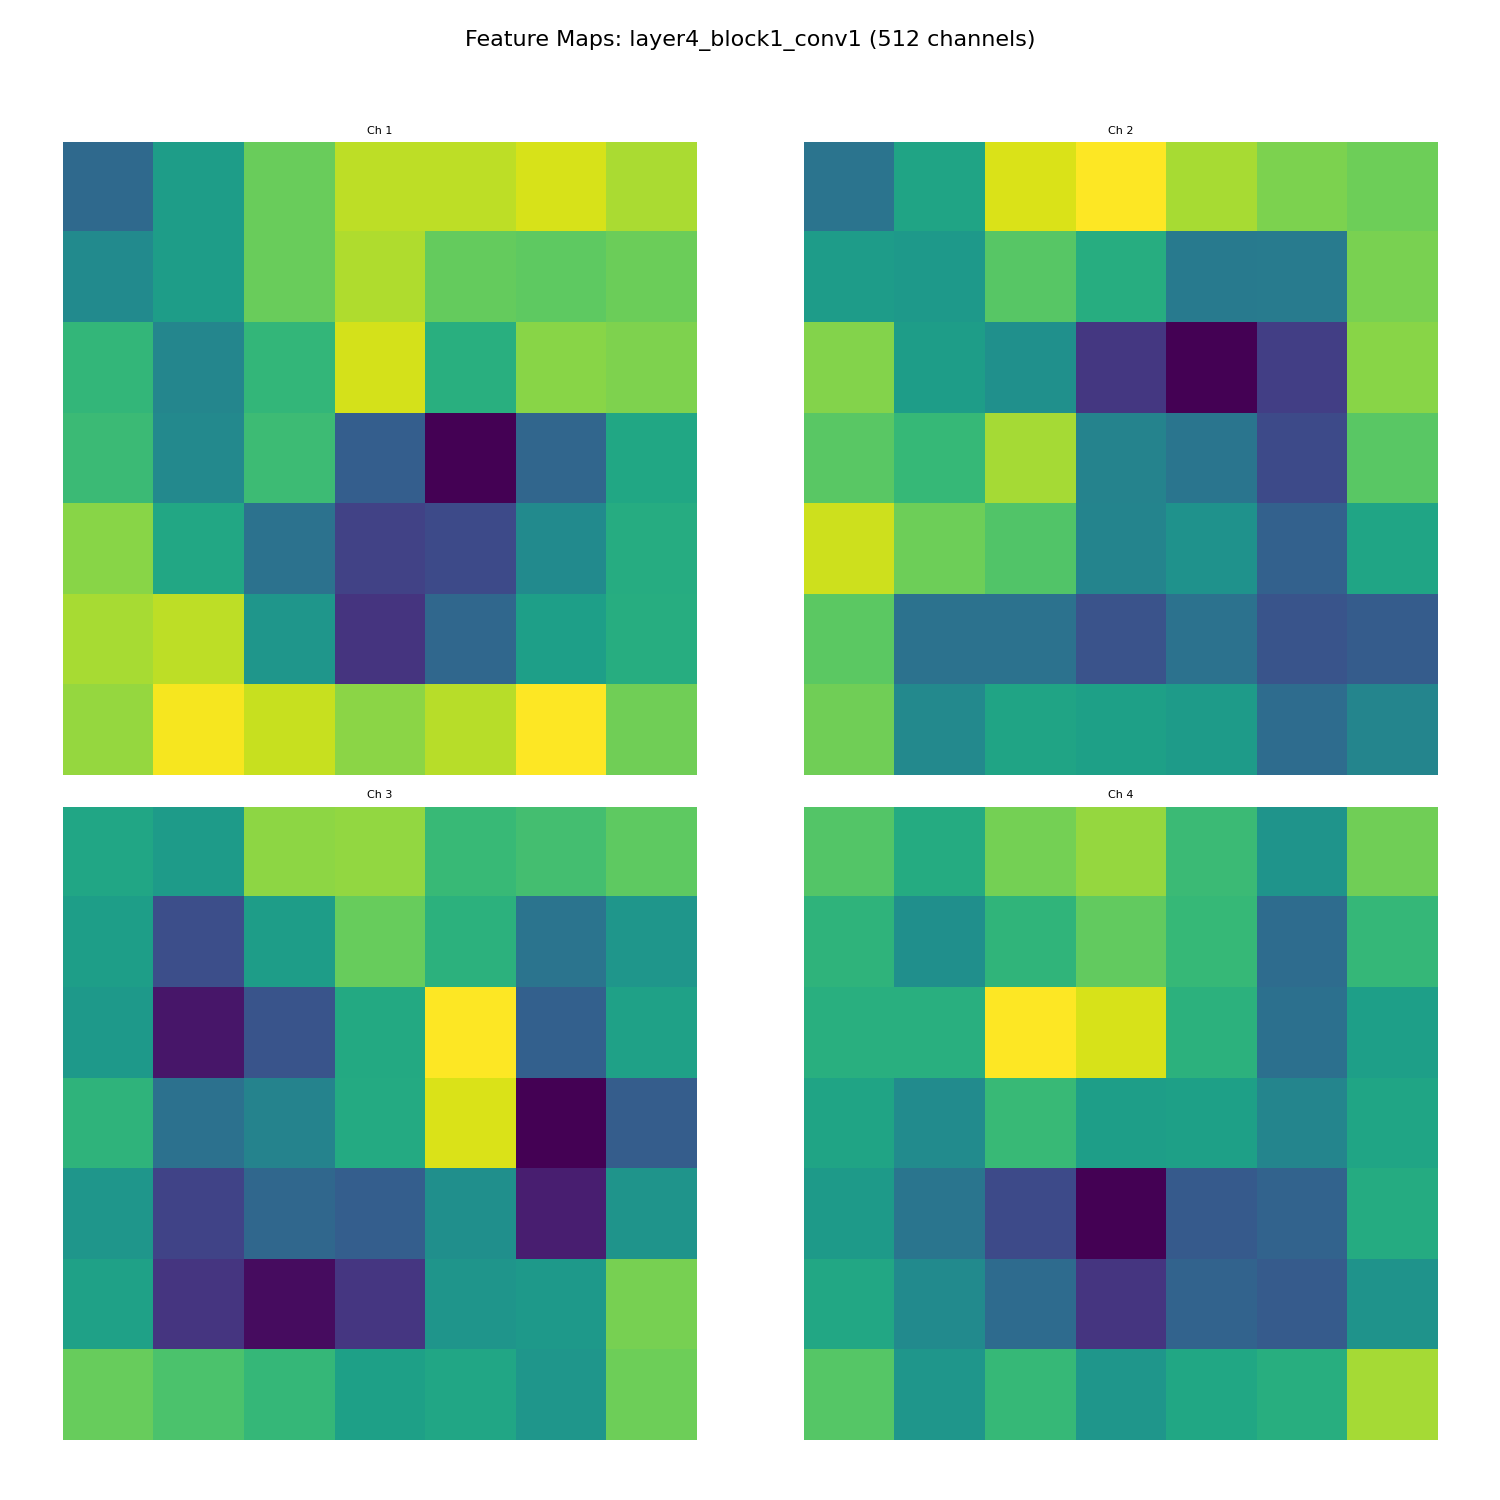 Feature Maps: layer4_block1_conv1 (512 channels)
Ch 1
Ch 2
Ch 3
Ch 4